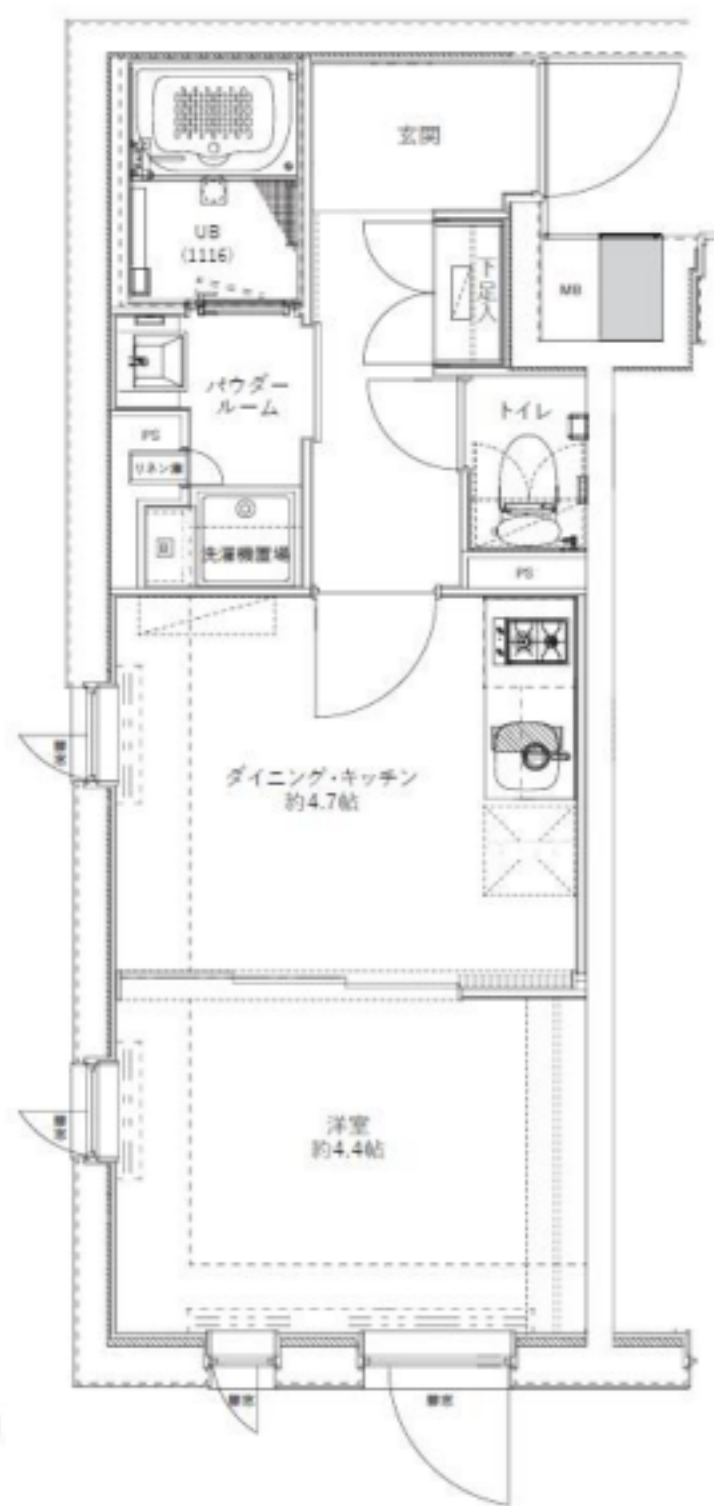 玄関
UB
(1116)
下足入
MB
パウダー
ルーム
トイレ
PS
リネン庫
洗濯機置場
PS
ダイニング・キッチン
約4.7帖
洋室
約4.4帖